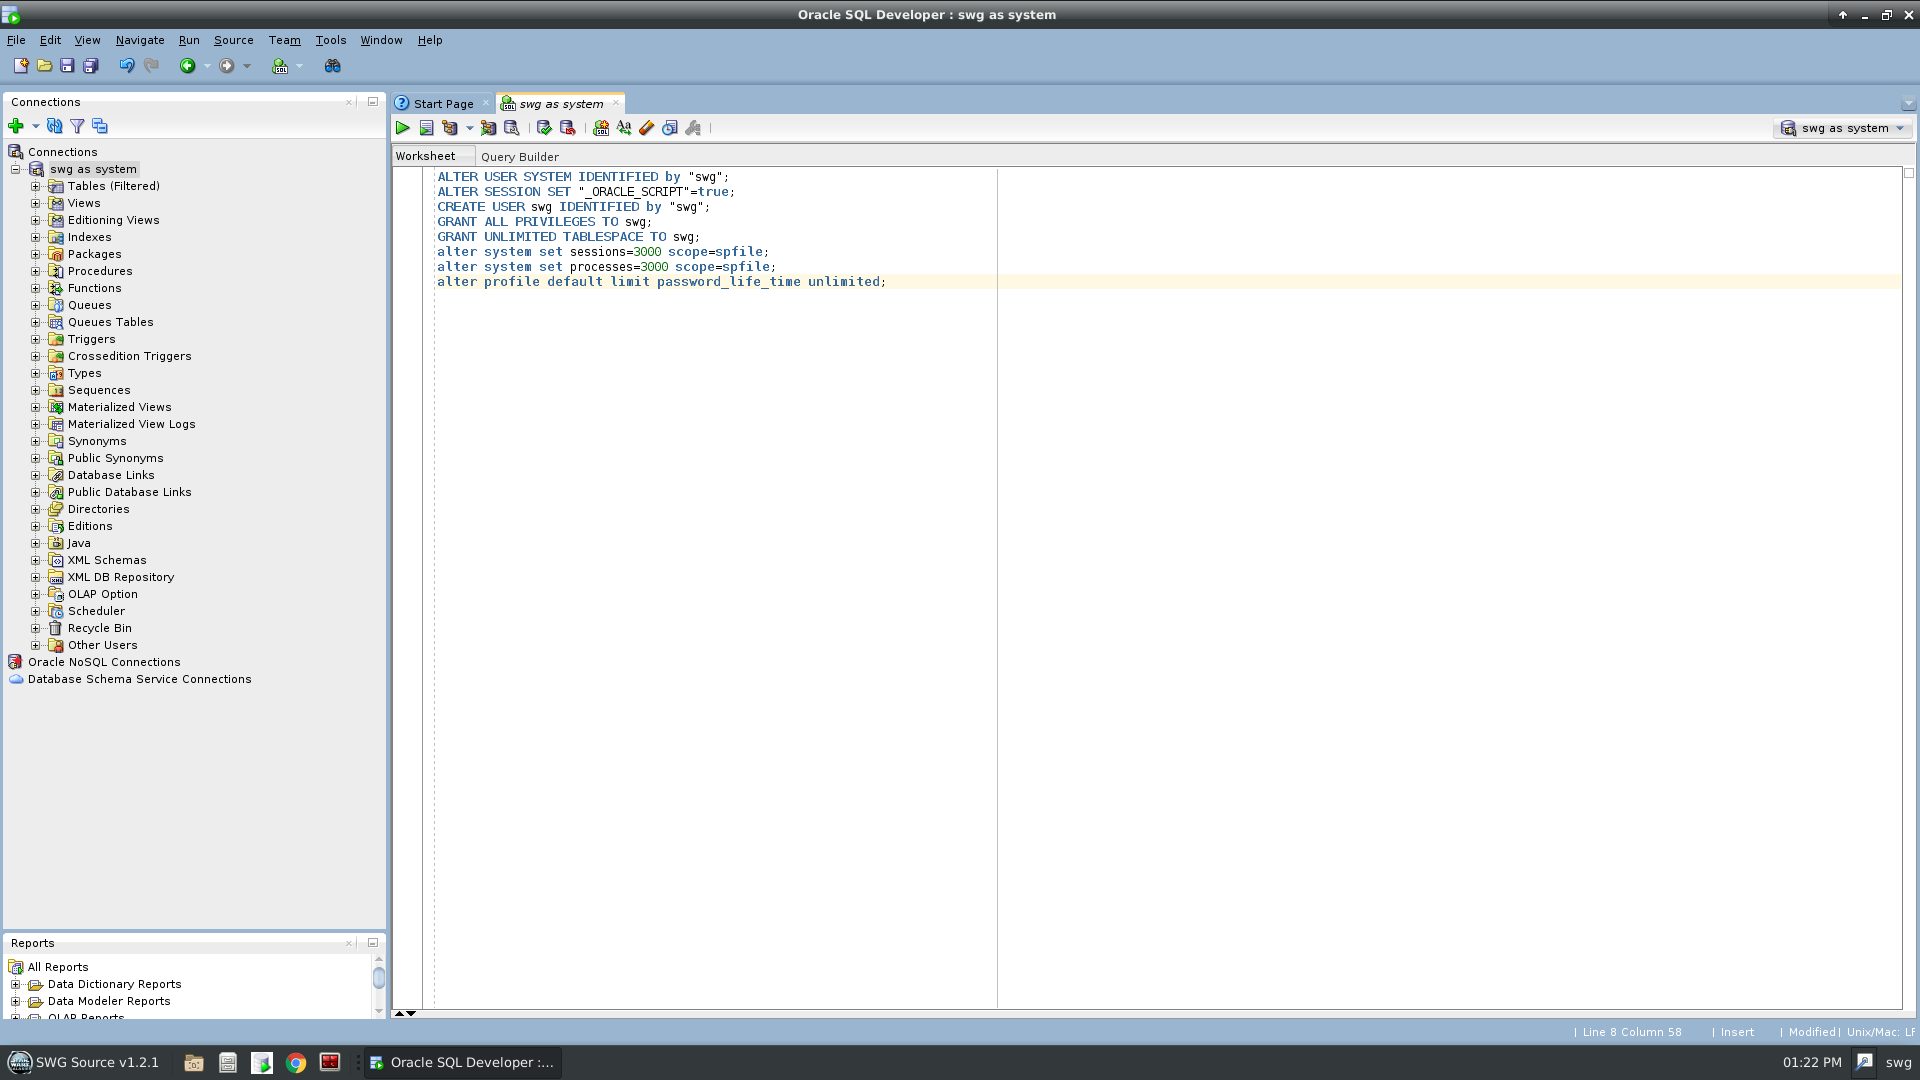 Oracle SQL Developer : swg as system
File Edit View Navigate Run Source Team Tools Window Help
Connections
Connections
swg as system
Tables (Filtered)
Views
Editioning Views
Indexes
Packages
Procedures
Functions
Queues
Queues Tables
Triggers
Crossedition Triggers
Types
Sequences
Materialized Views
Materialized View Logs
Synonyms
Public Synonyms
Database Links
Public Database Links
Directories
Editions
Java
XML Schemas
XML DB Repository
OLAP Option
Scheduler
Recycle Bin
Other Users
Oracle NoSQL Connections
Database Schema Service Connections
Reports
All Reports
Data Dictionary Reports
Data Modeler Reports
OLAP Reports
Start Page
swg as system
swg as system
Worksheet Query Builder
ALTER USER SYSTEM IDENTIFIED by "swg";
ALTER SESSION SET "_ORACLE_SCRIPT"=true;
CREATE USER swg IDENTIFIED by "swg";
GRANT ALL PRIVILEGES TO swg;
GRANT UNLIMITED TABLESPACE TO swg;
alter system set sessions=3000 scope=spfile;
alter system set processes=3000 scope=spfile;
alter profile default limit password_life_time unlimited;
| Line 8 Column 58 | Insert | Modified | Unix/Mac: LF
SWG Source v1.2.1
Oracle SQL Developer :...
01:22 PM
swg